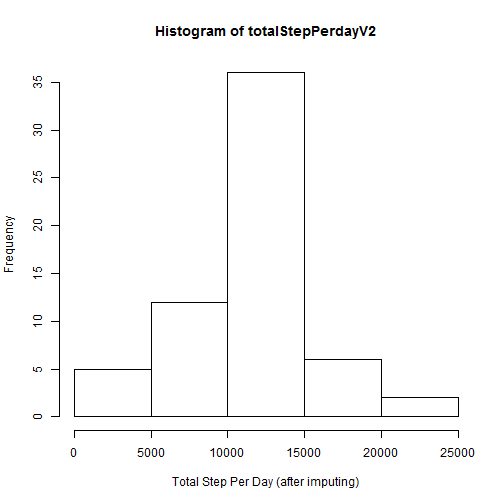 Histogram of totalStepPerdayV2
Frequency
35
30
25
20
15
10
5
0
0 5000 10000 15000 20000 25000
Total Step Per Day (after imputing)